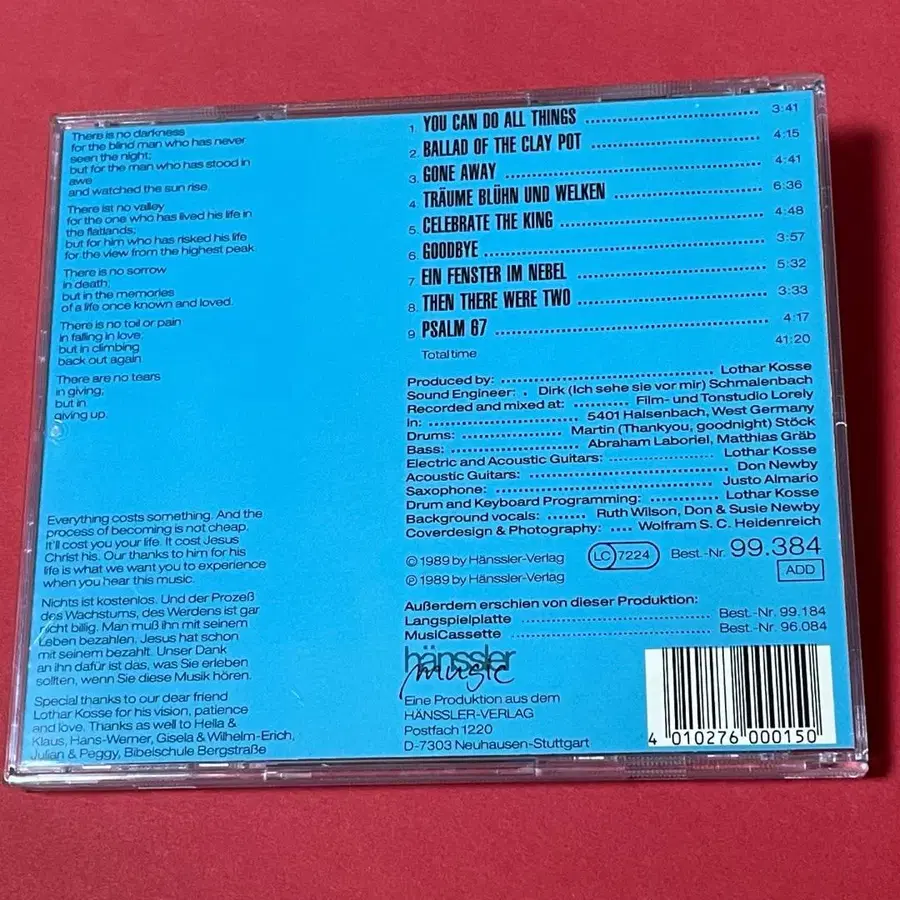 There is no darkness
for the blind man who has never
seen the night;
but for the man who has stood in
awe
and watched the sun rise.
There ist no valley
for the one who has lived his life in
the flatlands;
but for him who has risked his life
for the view from the highest peak.
There is no sorrow
in death,
but in the memories
of a life once known and loved.
There is no toil or pain
in falling in love,
but in climbing
back out again.
There are no tears
in giving,
but in
giving up.
Everything costs something. And the
process of becoming is not cheap.
It'll cost you your life. It cost Jesus
Christ his. Our thanks to him for his
life is what we want you to experience
when you hear this music.
Nichts ist kostenlos. Und der Prozeß
des Wachstums, des Werdens ist gar
nicht billig. Man muß ihn mit seinem
Leben bezahlen. Jesus hat schon
mit seinem bezahlt. Unser Dank
an ihn dafür ist das, was Sie erleben
sollten, wenn Sie diese Musik hören.
Special thanks to our dear friend
Lothar Kosse for his vision, patience
and love. Thanks as well to Hella &
Klaus, Hans-Werner, Gisela & Wilhelm-Erich,
Julian & Peggy, Bibelschule Bergstraße
1. YOU CAN DO ALL THINGS 3:41
2. BALLAD OF THE CLAY POT 4:15
3. GONE AWAY 4:41
4. TRÄUME BLÜHN UND WELKEN 6:36
5. CELEBRATE THE KING 4:48
6. GOODBYE 3:57
7. EIN FENSTER IM NEBEL 5:32
8. THEN THERE WERE TWO 3:33
9 PSALM 67 4:17
Total time 41:20
Produced by: Lothar Kosse
Sound Engineer: Dirk (Ich sehe sie vor mir) Schmalenbach
Recorded and mixed at: Film- und Tonstudio Lorely
In: 5401 Halsenbach, West Germany
Drums: Martin (Thankyou, goodnight) Stöck
Bass: Abraham Laboriel, Matthias Gräb
Electric and Acoustic Guitars: Lothar Kosse
Acoustic Guitars: Don Newby
Saxophone: Justo Almario
Drum and Keyboard Programming: Lothar Kosse
Background vocals: Ruth Wilson, Don & Susie Newby
Coverdesign & Photography: Wolfram S. C. Heidenreich
© 1989 by Hänssler-Verlag LC 7224 Best.-Nr. 99.384
℗ 1989 by Hänssler-Verlag ADD
Außerdem erschien von dieser Produktion:
Langspielplatte Best.-Nr. 99.184
MusiCassette Best.-Nr. 96.084
hänssler
music
Eine Produktion aus dem
HÄNSSLER-VERLAG
Postfach 1220
D-7303 Neuhausen-Stuttgart
4 010276 000150